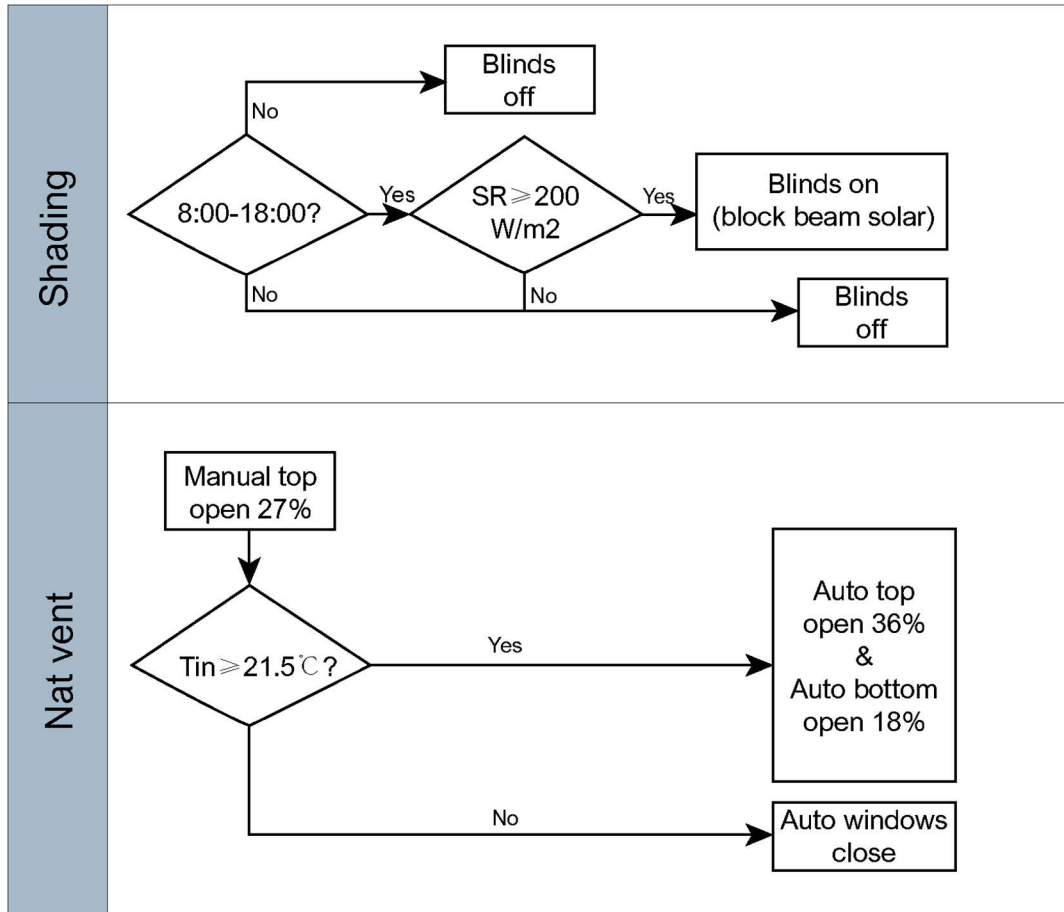 Shading
Blinds
off
No
8:00-18:00?
Yes
SR⩾200
W/m2
Yes
Blinds on
(block beam solar)
No
No
Blinds
off
Nat vent
Manual top
open 27%
Tin⩾21.5℃?
Yes
Auto top
open 36%
&
Auto bottom
open 18%
No
Auto windows
close